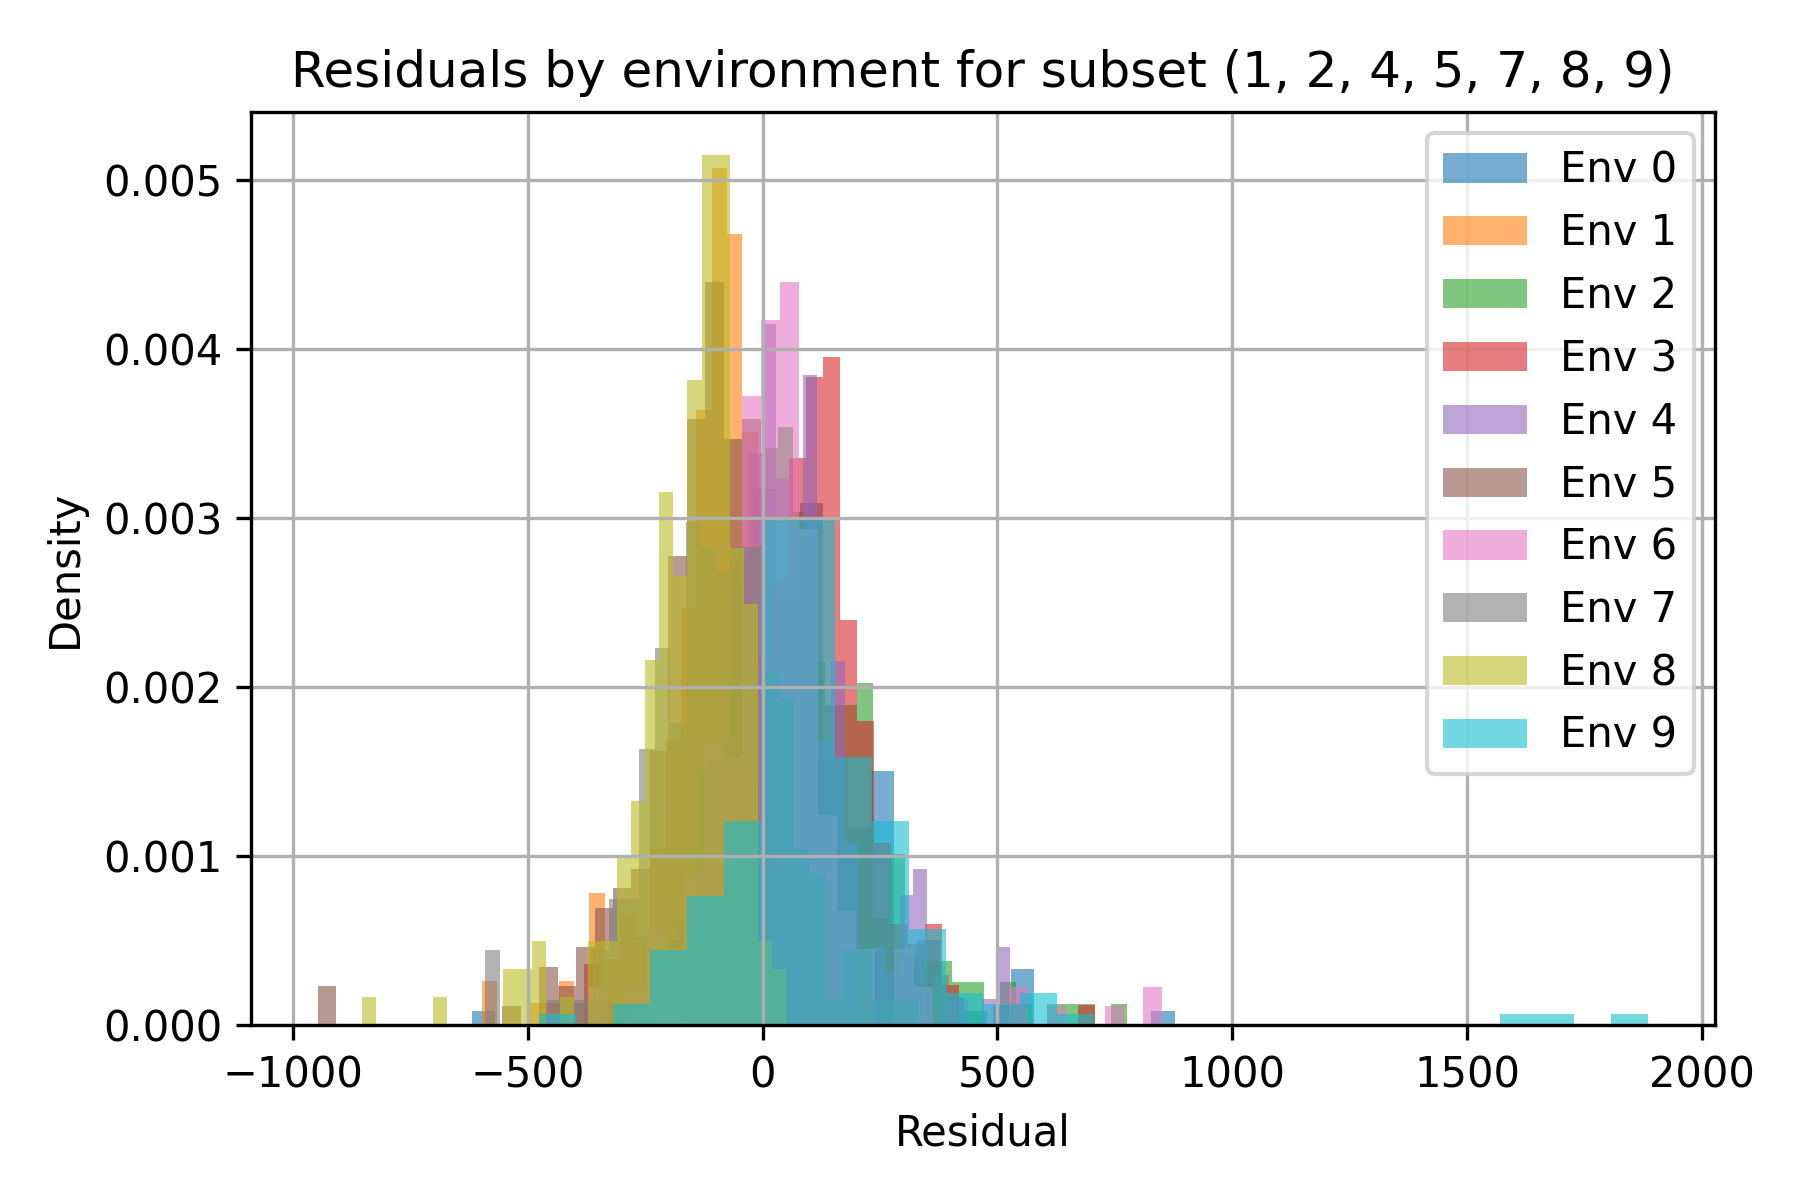 Residuals by environment for subset (1, 2, 4, 5, 7, 8, 9)
Density
0.005
0.004
0.003
0.002
0.001
0.000
−1000
−500
0
500
1000
1500
2000
Residual
Env 0
Env 1
Env 2
Env 3
Env 4
Env 5
Env 6
Env 7
Env 8
Env 9